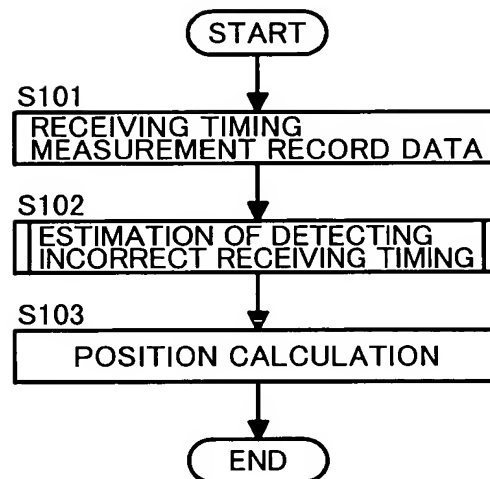 START
S101
RECEIVING TIMING
MEASUREMENT RECORD DATA
S102
ESTIMATION OF DETECTING
INCORRECT RECEIVING TIMING
S103
POSITION CALCULATION
END